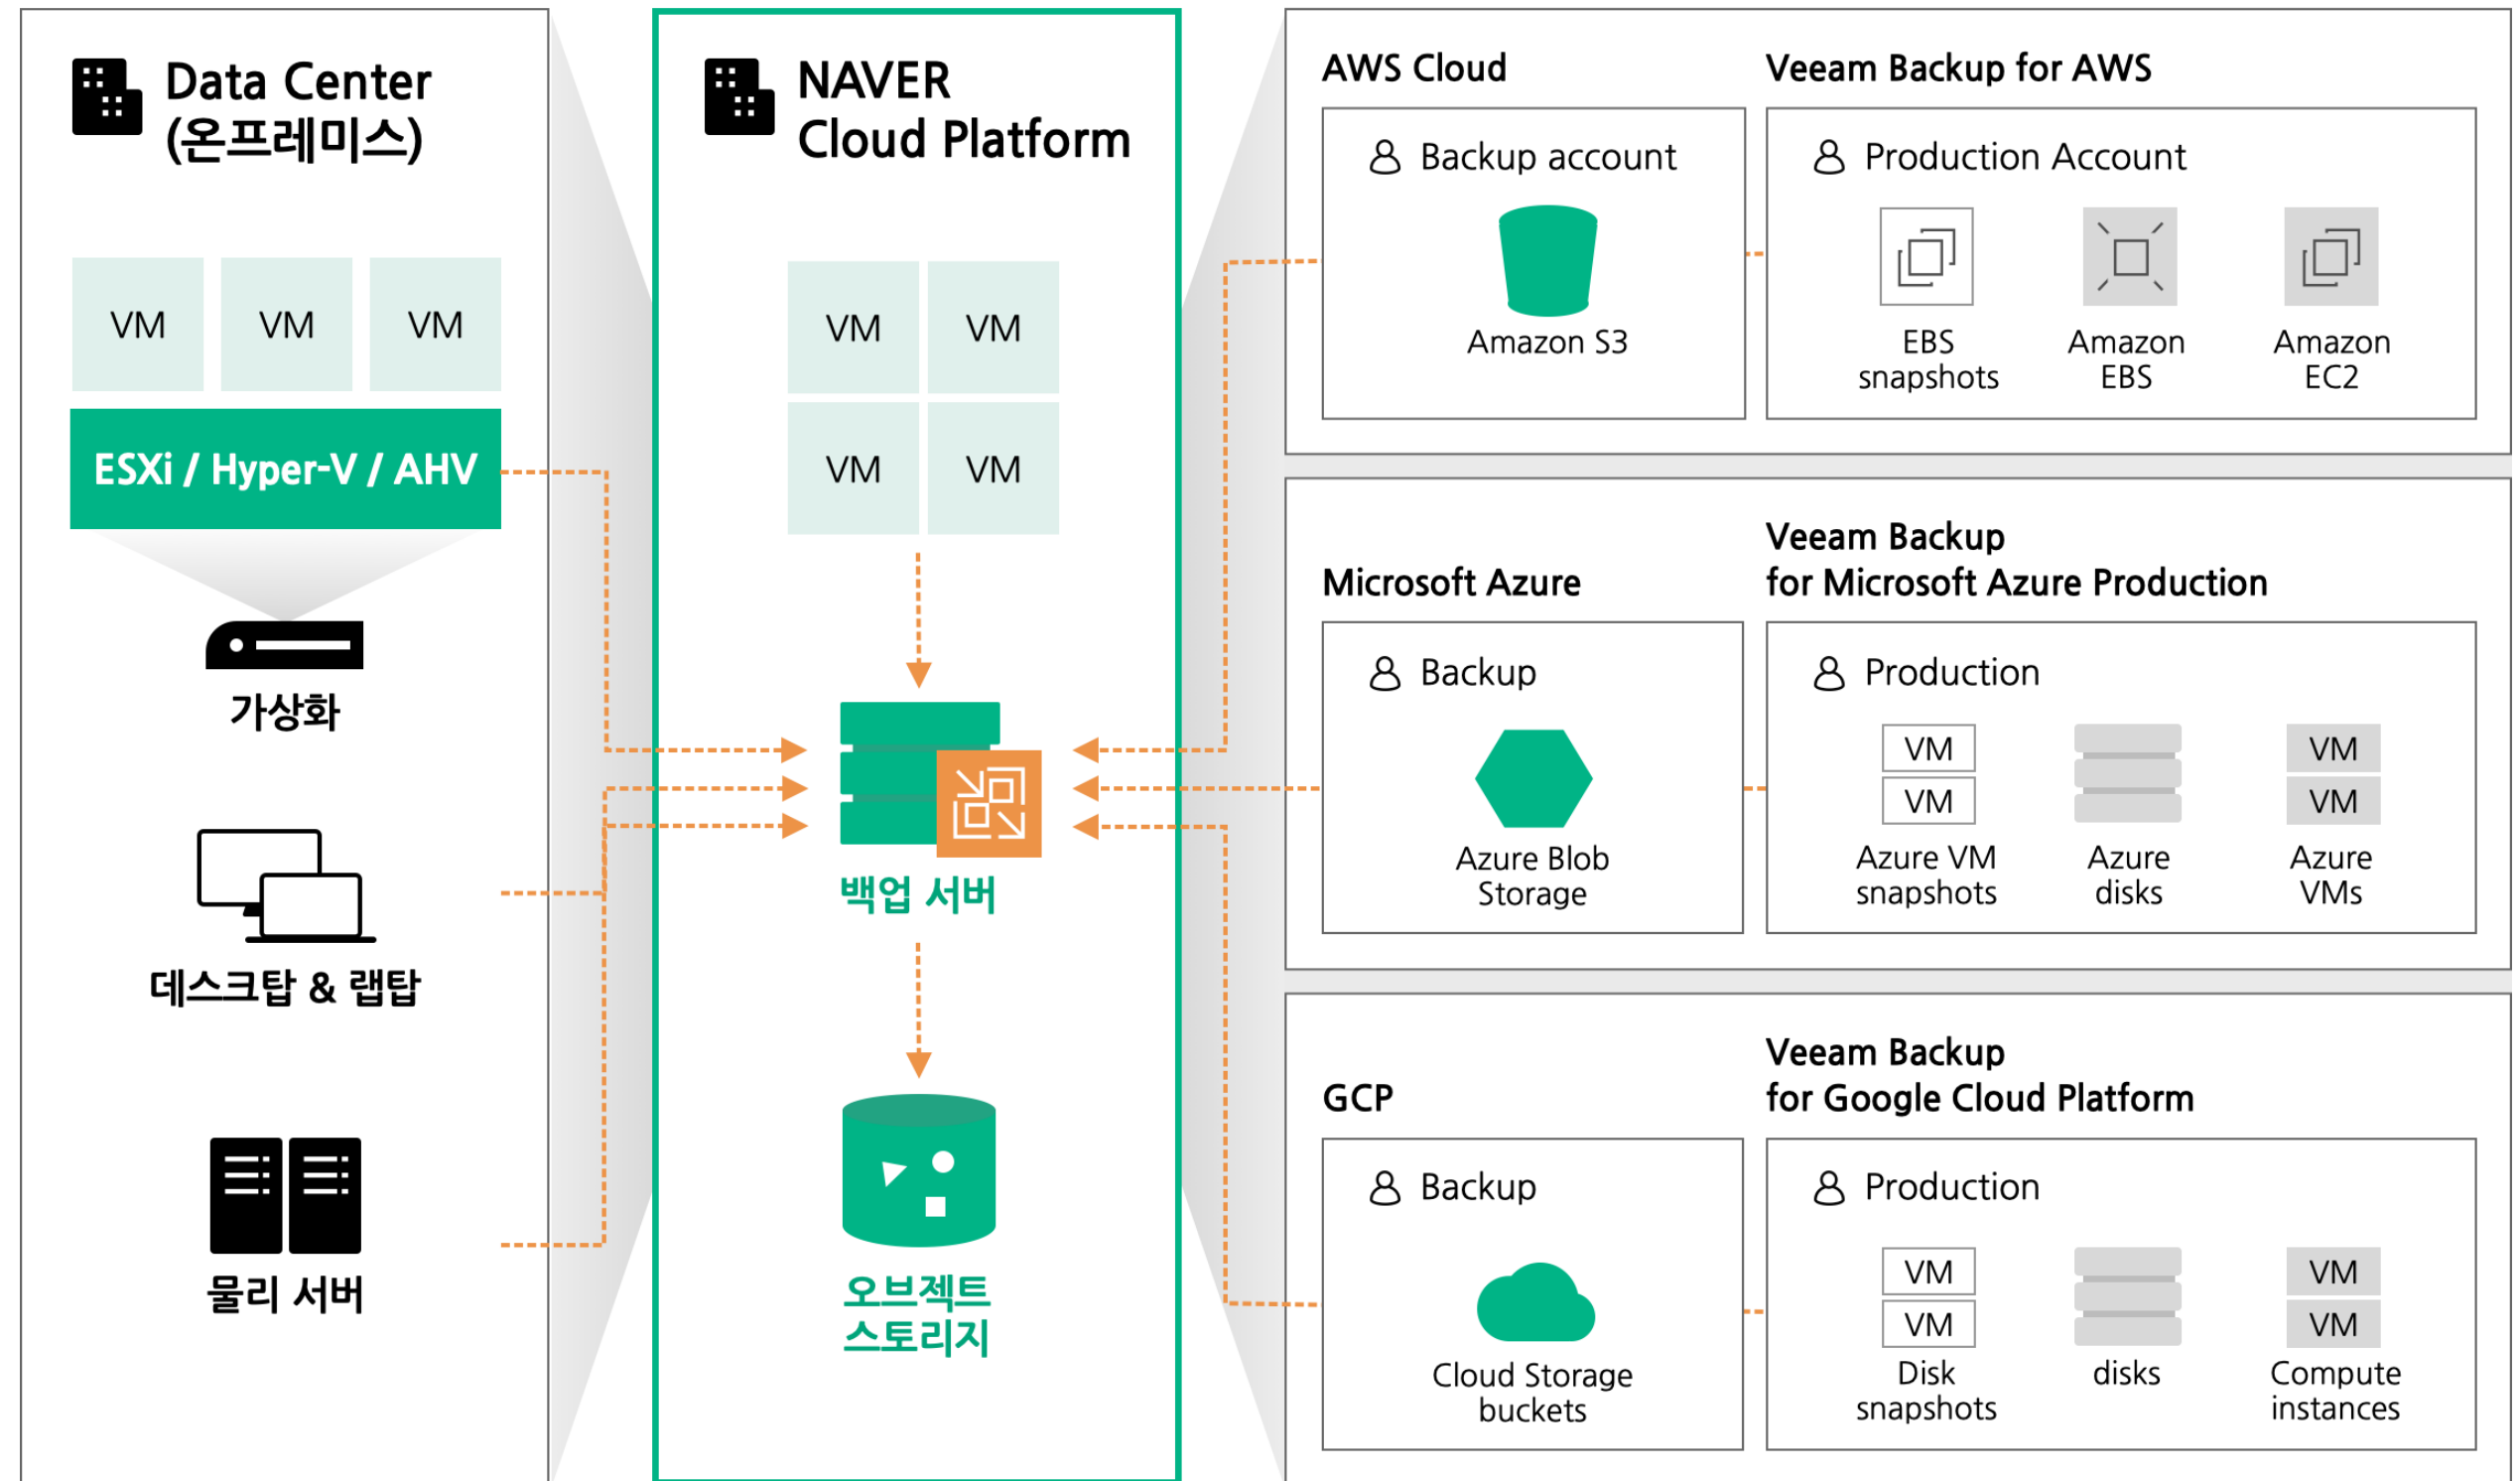 Data Center
(온프레미스)
VM
VM
VM
ESXi / Hyper-V / AHV
가상화
데스크탑 & 랩탑
물리 서버
NAVER
Cloud Platform
VM
VM
VM
VM
백업 서버
오브젝트
스토리지
AWS Cloud
Backup account
Amazon S3
Veeam Backup for AWS
Production Account
EBS
snapshots
Amazon
EBS
Amazon
EC2
Microsoft Azure
Backup
Azure Blob
Storage
Veeam Backup
for Microsoft Azure Production
Production
VM
VM
Azure VM
snapshots
Azure
disks
VM
VM
Azure
VMs
GCP
Backup
Cloud Storage
buckets
Veeam Backup
for Google Cloud Platform
Production
VM
VM
Disk
snapshots
disks
VM
VM
Compute
instances